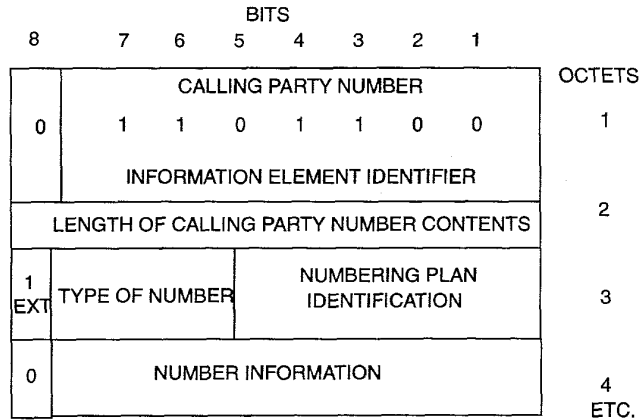 BITS
8 7 6 5 4 3 2 1
OCTETS
CALLING PARTY NUMBER
0 1 1 0 1 1 0 0
1
INFORMATION ELEMENT IDENTIFIER
LENGTH OF CALLING PARTY NUMBER CONTENTS
2
1
EXT
TYPE OF NUMBER
NUMBERING PLAN
IDENTIFICATION
3
0
NUMBER INFORMATION
4
ETC.